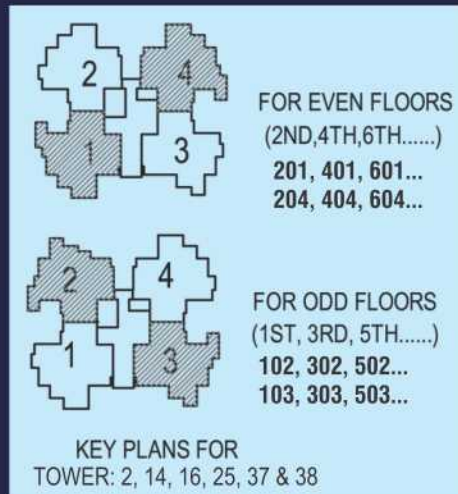 2
4
1
3
FOR EVEN FLOORS
(2ND,4TH,6TH......)
201, 401, 601...
204, 404, 604...
2
4
1
3
FOR ODD FLOORS
(1ST, 3RD, 5TH......)
102, 302, 502...
103, 303, 503...
KEY PLANS FOR
TOWER: 2, 14, 16, 25, 37 & 38